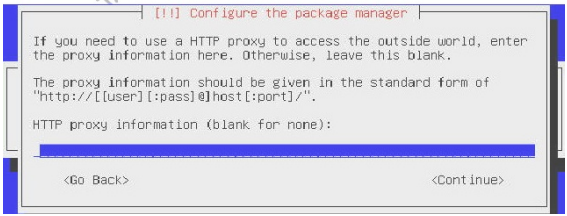 [!!] Configure the package manager
If you need to use a HTTP proxy to access the outside world, enter
the proxy information here. Otherwise, leave this blank.
The proxy information should be given in the standard form of
"http://[[user][:pass]@]host[:port]/".
HTTP proxy information (blank for none):
<Go Back> <Continue>